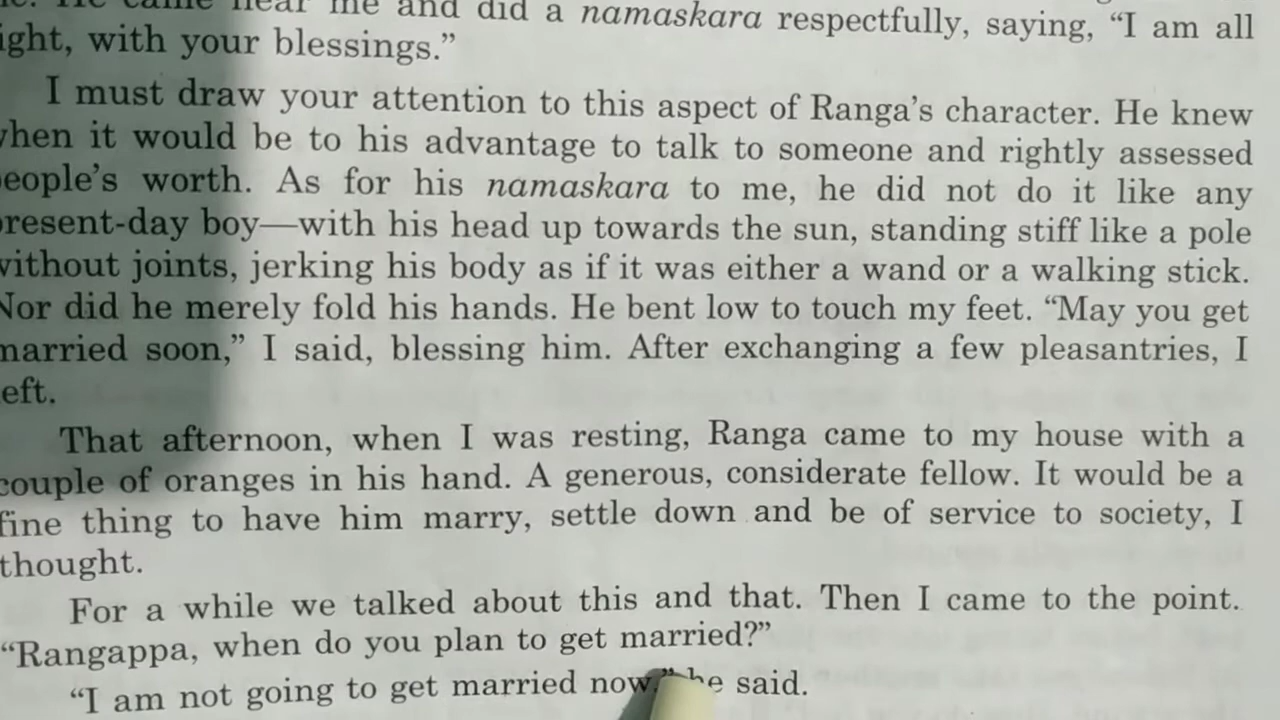 me. He came near me and did a namaskara respectfully, saying, “I am all
ight, with your blessings.”
I must draw your attention to this aspect of Ranga’s character. He knew
when it would be to his advantage to talk to someone and rightly assessed
people’s worth. As for his namaskara to me, he did not do it like any
present-day boy—with his head up towards the sun, standing stiff like a pole
without joints, jerking his body as if it was either a wand or a walking stick.
Nor did he merely fold his hands. He bent low to touch my feet. “May you get
married soon,” I said, blessing him. After exchanging a few pleasantries, I
left.
That afternoon, when I was resting, Ranga came to my house with a
couple of oranges in his hand. A generous, considerate fellow. It would be a
fine thing to have him marry, settle down and be of service to society, I
thought.
For a while we talked about this and that. Then I came to the point.
“Rangappa, when do you plan to get married?”
“I am not going to get married now,” he said.